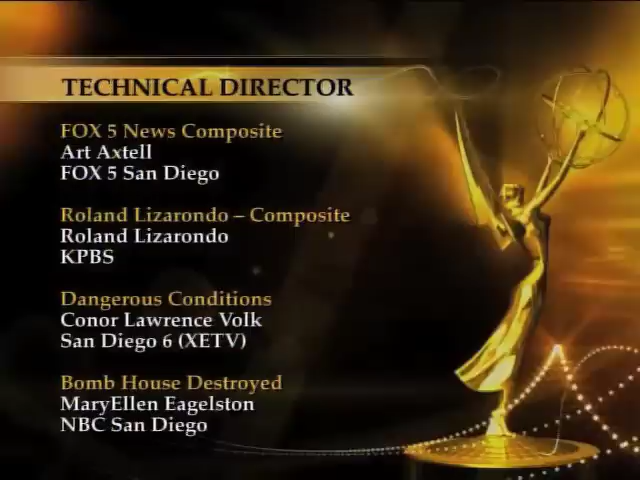 TECHNICAL DIRECTOR
FOX 5 News Composite
Art Axtell
FOX 5 San Diego
Roland Lizarondo – Composite
Roland Lizarondo
KPBS
Dangerous Conditions
Conor Lawrence Volk
San Diego 6 (XETV)
Bomb House Destroyed
MaryEllen Eagelston
NBC San Diego